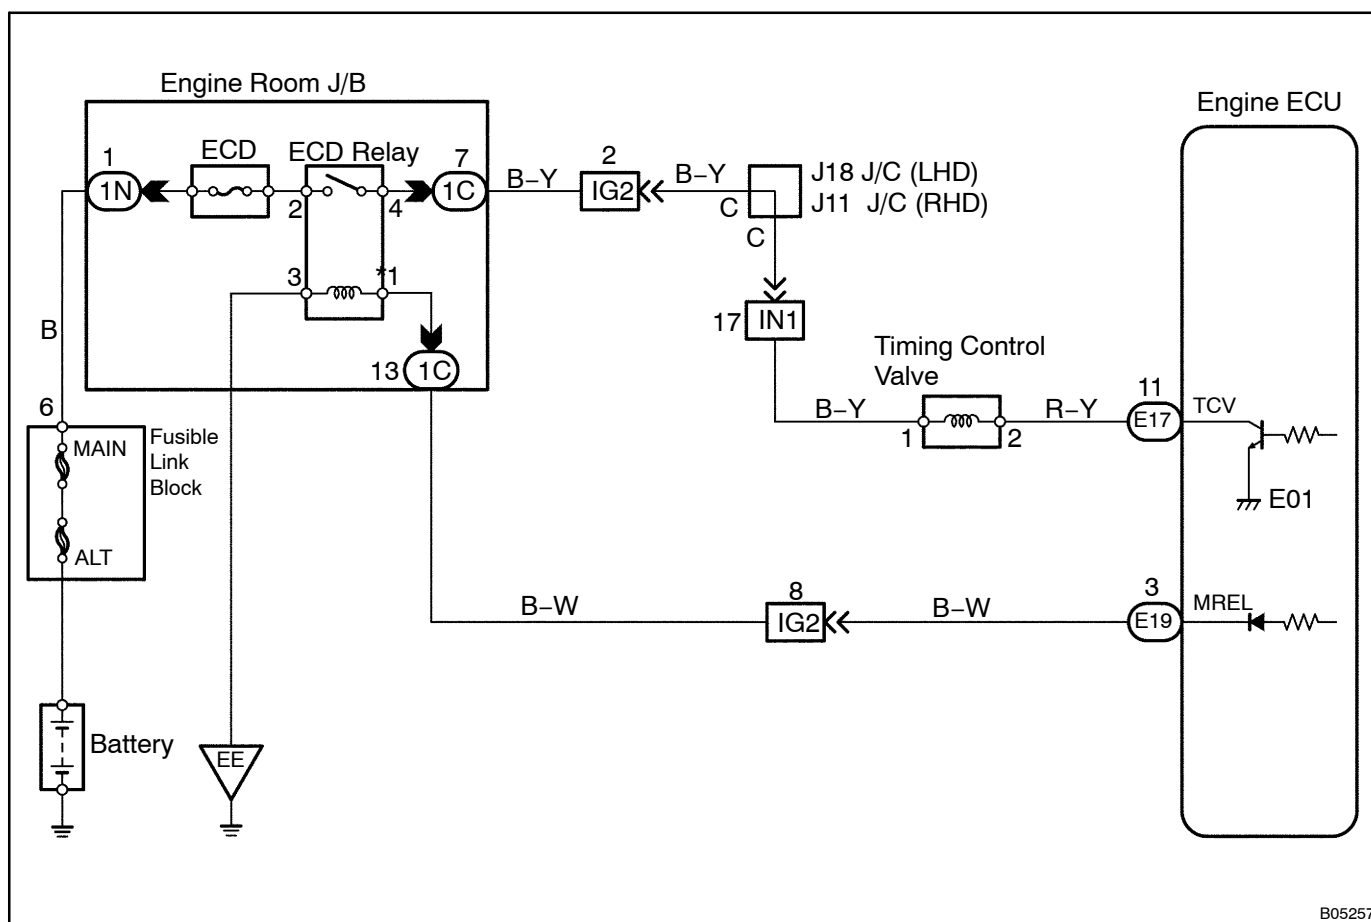 Engine Room J/B
Engine ECU
ECD
ECD Relay
1
1N
2
4
7
1C
B–Y
2
IG2
B–Y
C
C
J18 J/C (LHD)
J11 J/C (RHD)
3
*1
13
1C
17
IN1
B
Timing Control
Valve
B–Y
1
2
R–Y
11
E17
TCV
E01
6
MAIN
ALT
Fusible
Link
Block
B–W
8
IG2
B–W
3
E19
MREL
Battery
EE
B05257